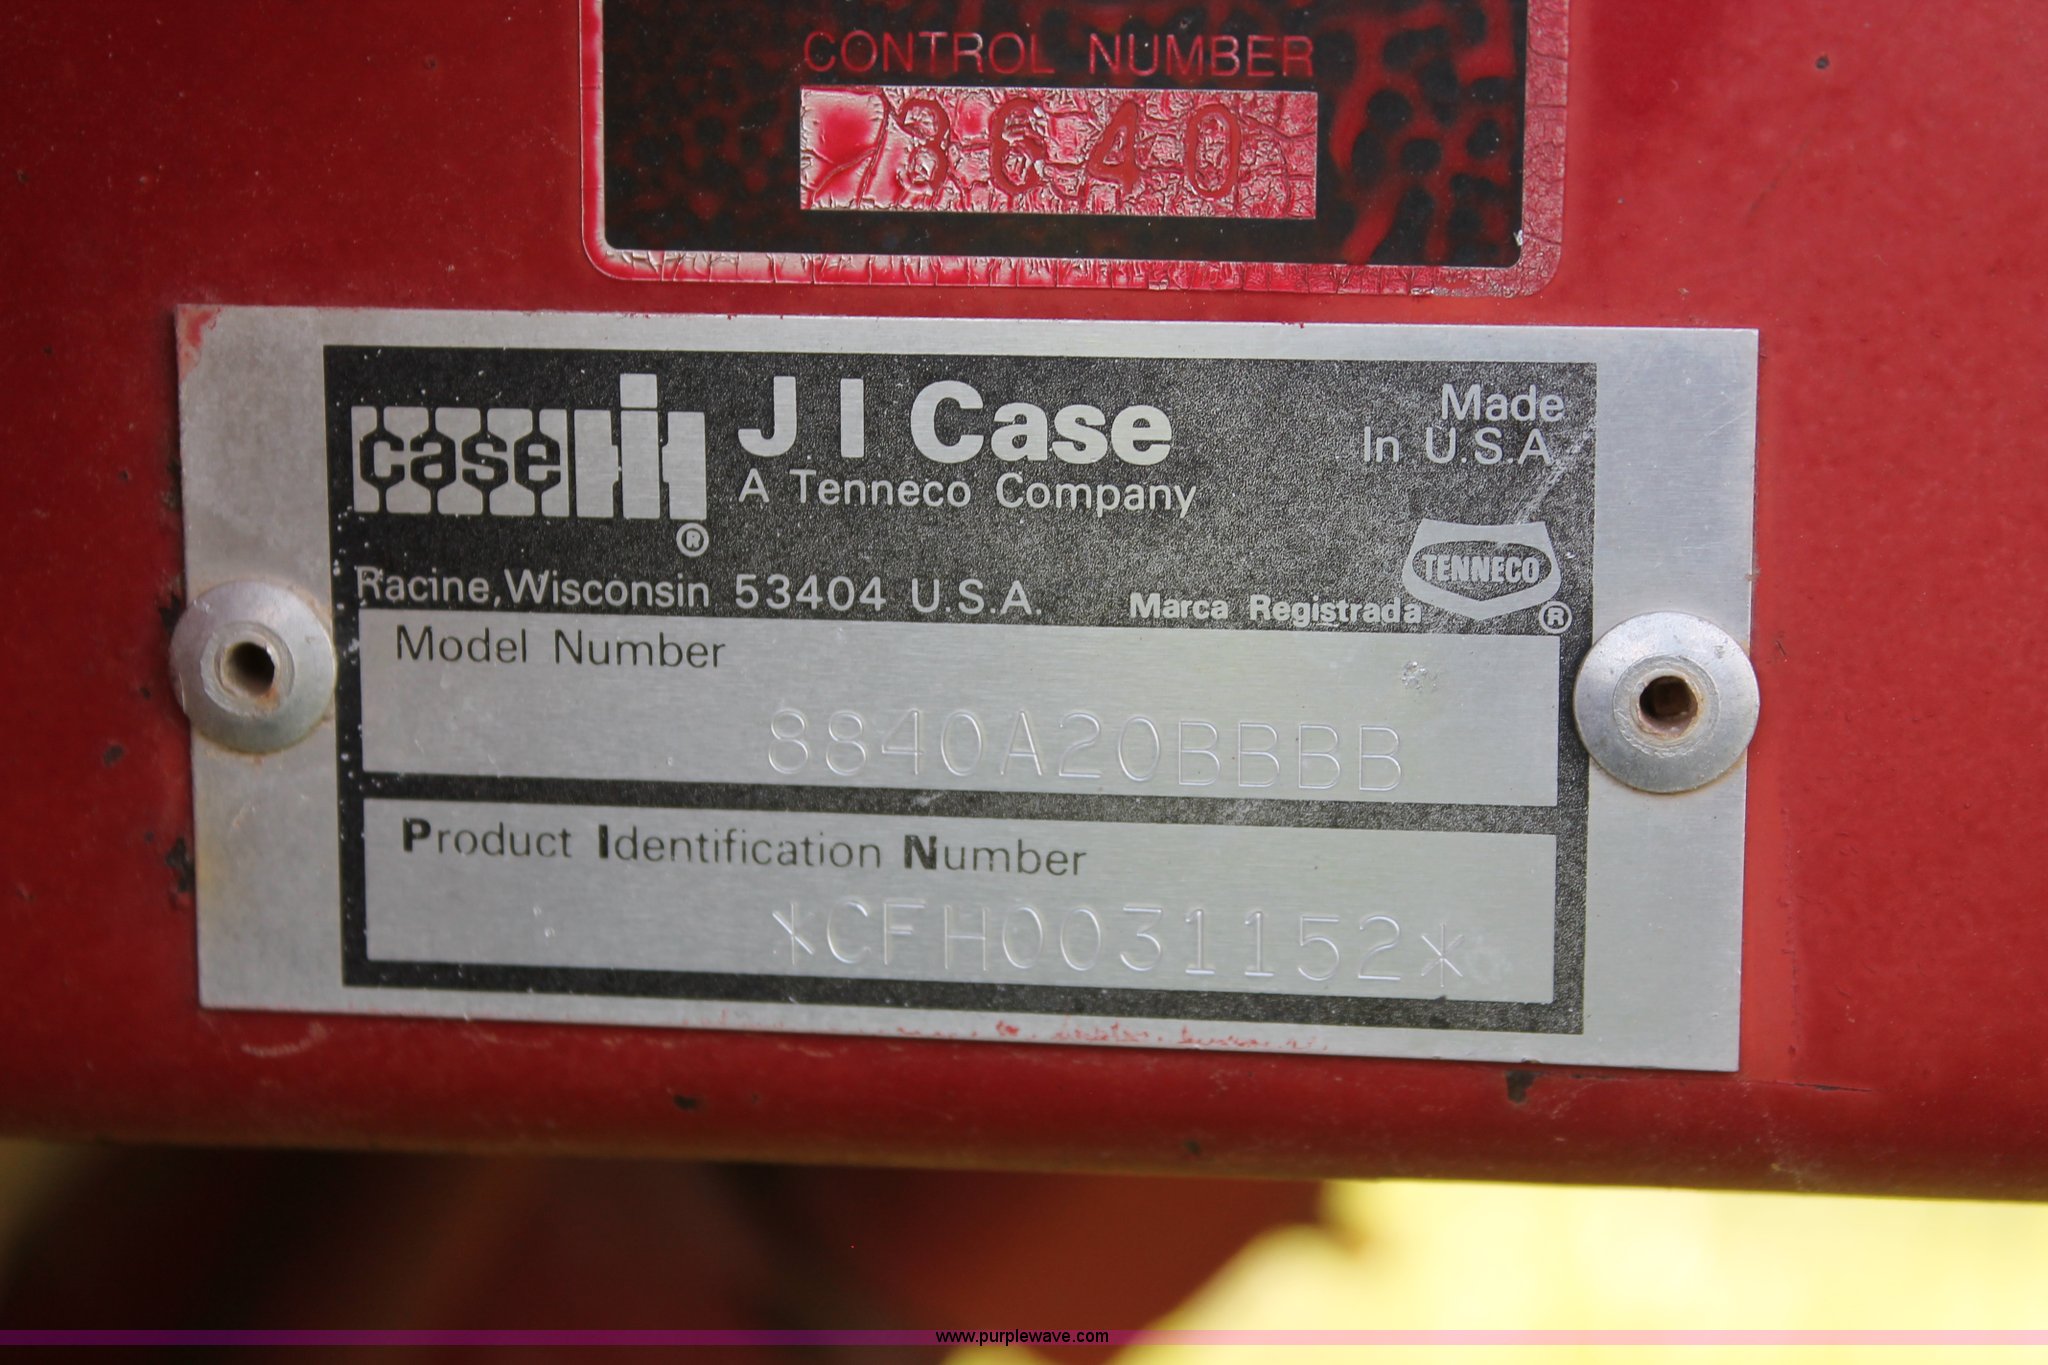 CONTROL NUMBER
3640
case IH J I Case Made
In U.S.A
A Tenneco Company
®
TENNECO
Racine, Wisconsin 53404 U.S.A. Marca Registrada ®
Model Number
8840A20BBBB
Product Identification Number
*CFH0031152*
www.purplewave.com